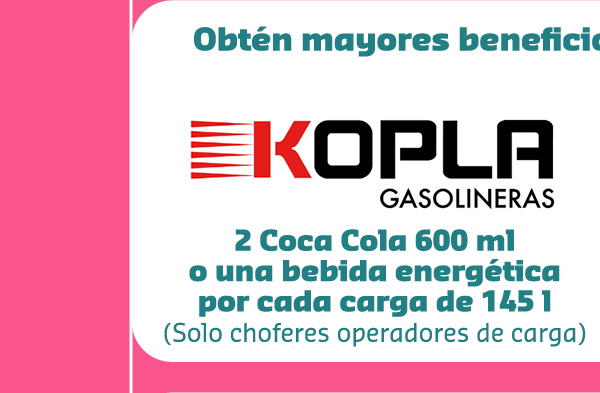 Obtén mayores beneficio
KOPLA
GASOLINERAS
2 Coca Cola 600 ml
o una bebida energética
por cada carga de 145 l
(Solo choferes operadores de carga)